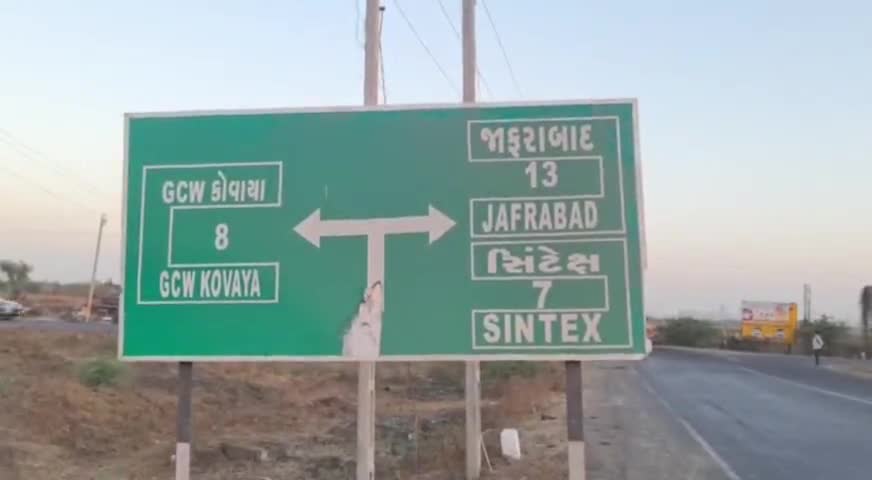 GCW કોવાયા
8
GCW KOVAYA
જાફરાબાદ
13
JAFRABAD
સિંટેક્ષ
7
SINTEX